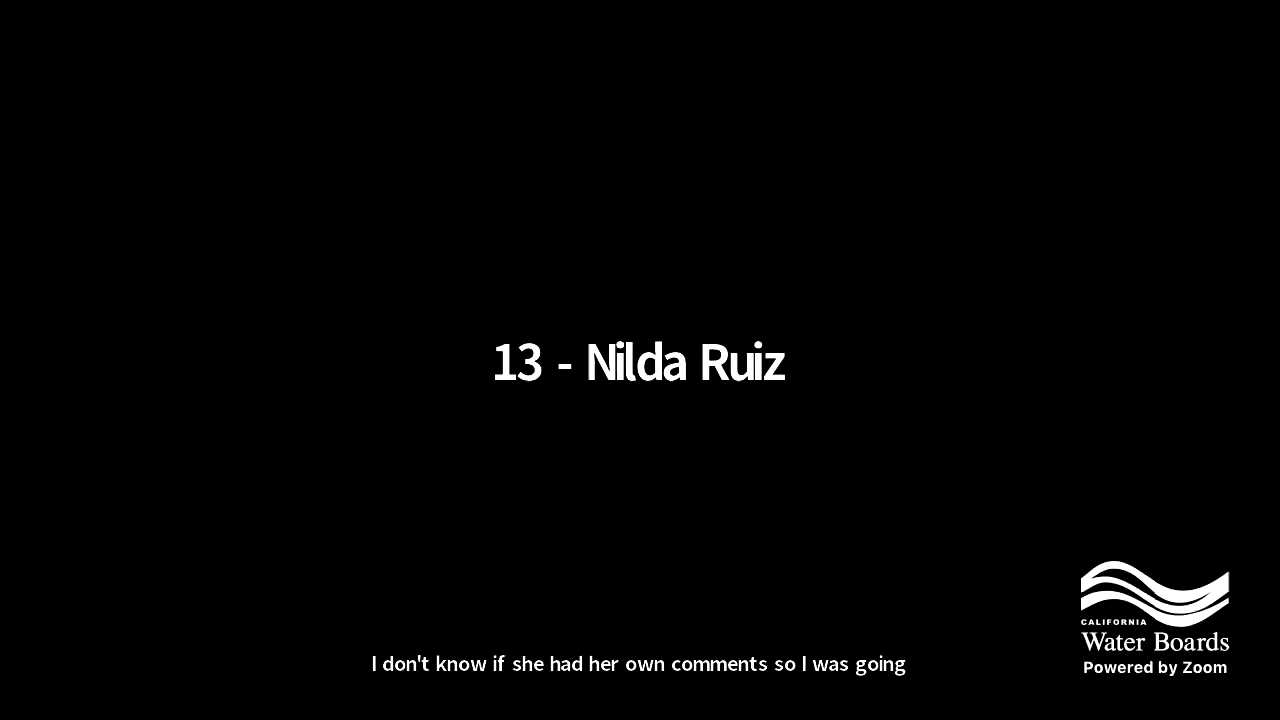 13 - Nilda Ruiz
CALIFORNIA
Water Boards
I don't know if she had her own comments so I was going
Powered by Zoom